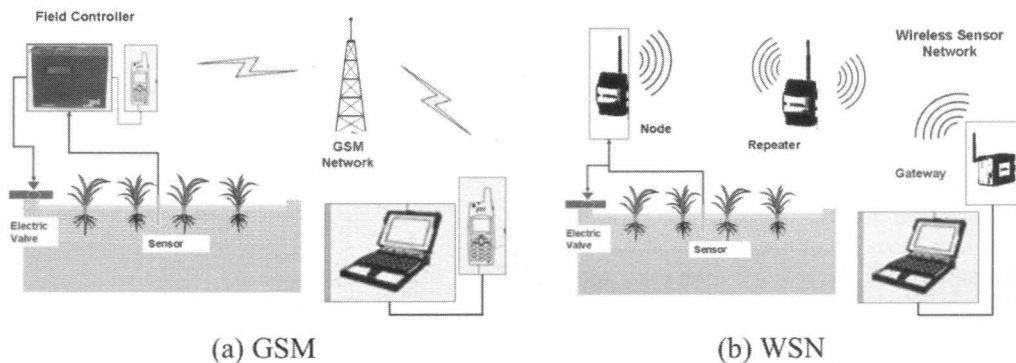 Field Controller
GSM
Network
Electric
Valve
Sensor
(a) GSM
Wireless Sensor
Network
Node
Repeater
Gateway
Electric
Valve
Sensor
(b) WSN